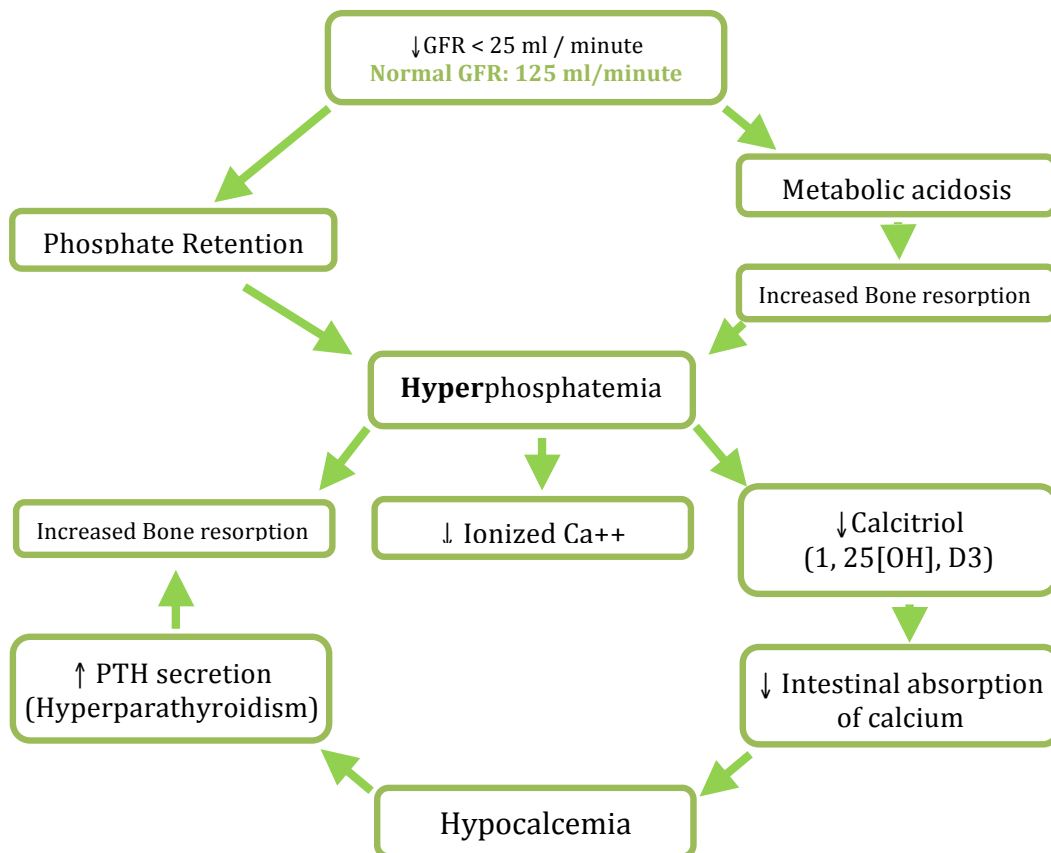 ↓GFR < 25 ml / minute
Normal GFR: 125 ml/minute
Metabolic acidosis
Phosphate Retention
Increased Bone resorption
Hyperphosphatemia
Increased Bone resorption
↓ Ionized Ca++
↓Calcitriol
(1, 25[OH], D3)
↑ PTH secretion
(Hyperparathyroidism)
↓ Intestinal absorption
of calcium
Hypocalcemia